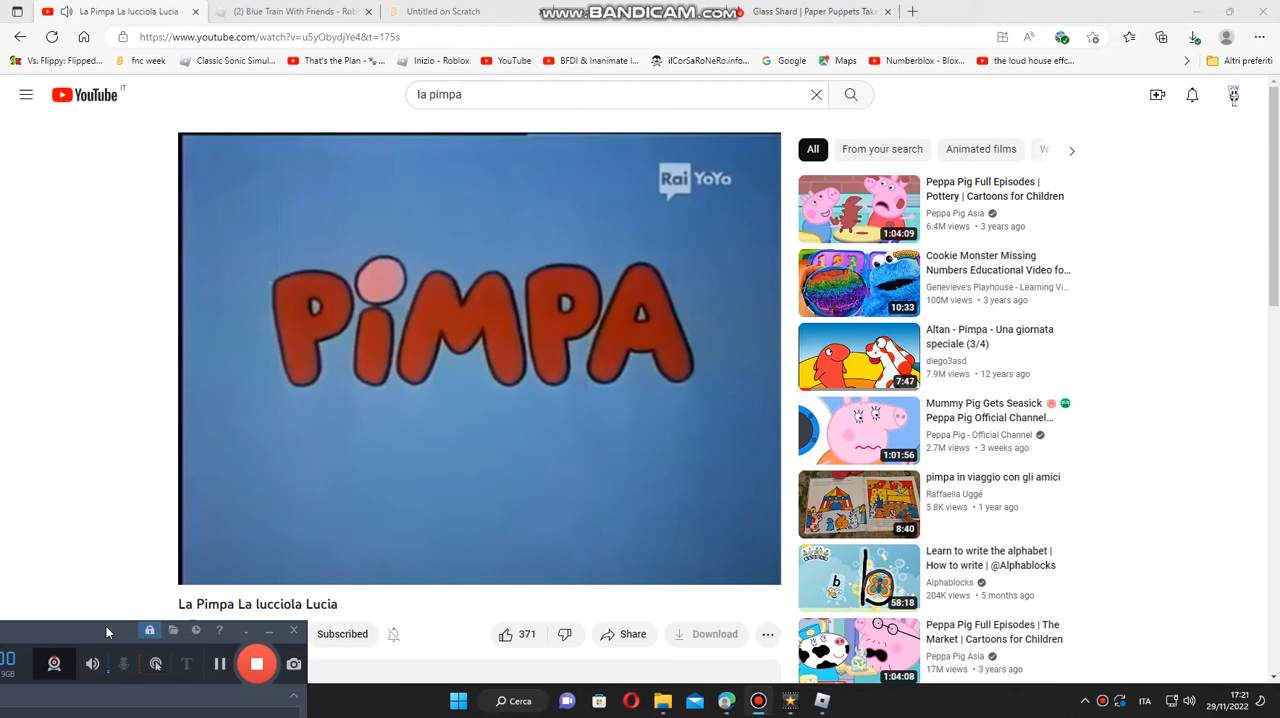 La Pimpa La lucciola Lucia -
(2) Blue Train With Friends - Rob
Untitled on Scratch
www.BANDICAM.com
Glass Shard | Paper Puppets Take
https://www.youtube.com/watch?v=u5yObydjYe4&t=175s
Vs. Flippy: Flipped...
fnc week
Classic Sonic Simul...
That's the Plan -
Inizio - Roblox
YouTube
BFDI & Inanimate I...
ilCorSaRoNeRo.info...
Google
Maps
Numberblox - Blox...
the loud house effc...
Altri preferiti
YouTube IT
la pimpa
Rai YoYo
PiMPA
La Pimpa La lucciola Lucia
Subscribed
371
Share
Download
All
From your search
Animated films
W
Peppa Pig Full Episodes |
Pottery | Cartoons for Children
Peppa Pig Asia
6.4M views • 3 years ago
1:04:09
Cookie Monster Missing
Numbers Educational Video fo...
Genevieve's Playhouse - Learning Vi...
100M views • 3 years ago
10:33
Altan - Pimpa - Una giornata
speciale (3/4)
diego3asd
7.9M views • 12 years ago
7:47
Mummy Pig Gets Seasick
Peppa Pig Official Channel...
Peppa Pig - Official Channel
2.7M views • 3 weeks ago
1:01:56
pimpa in viaggio con gli amici
Raffaella Uggé
5.8K views • 1 year ago
8:40
Learn to write the alphabet |
How to write | @Alphablocks
Alphablocks
204K views • 5 months ago
b
58:18
Peppa Pig Full Episodes | The
Market | Cartoons for Children
Peppa Pig Asia
17M views • 3 years ago
1:04:08
00
9GB
Cerca
ITA
17:21
29/11/2022